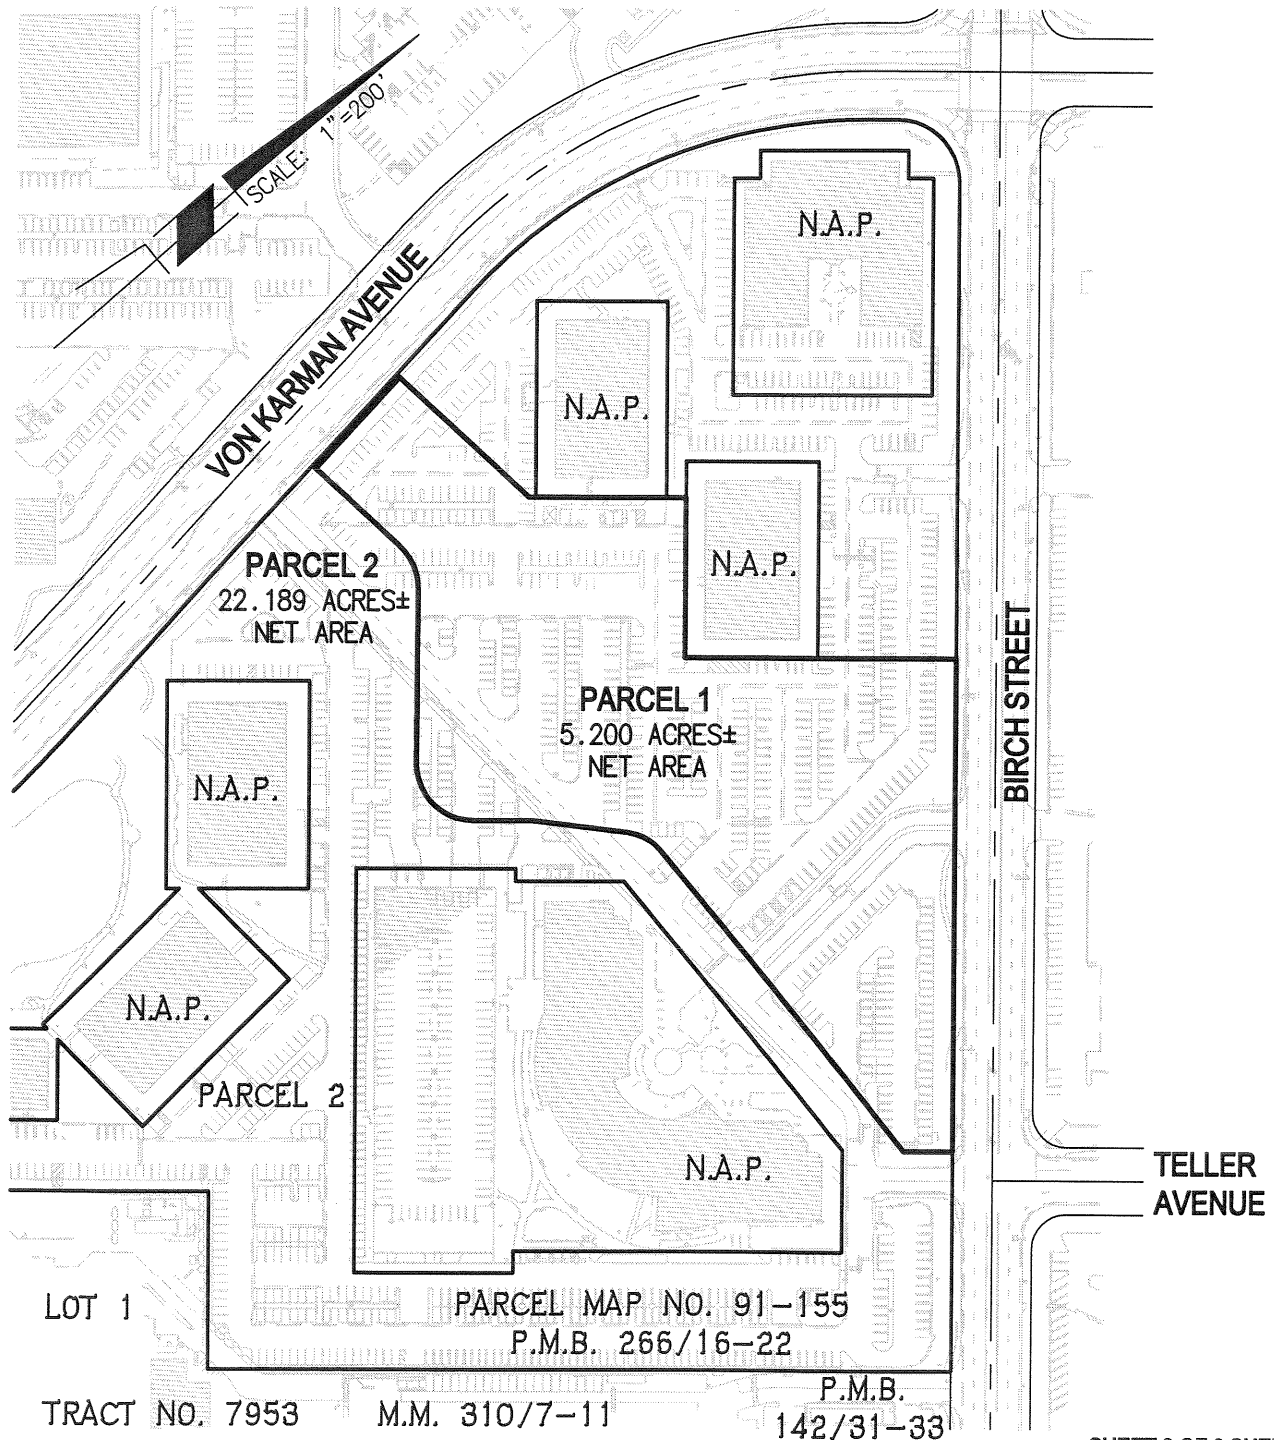 SCALE: 1"=200'
VON KARMAN AVENUE
N.A.P.
N.A.P.
N.A.P.
PARCEL 2
22.189 ACRES±
NET AREA
BIRCH STREET
PARCEL 1
5.200 ACRES±
NET AREA
N.A.P.
N.A.P.
PARCEL 2
N.A.P.
TELLER
AVENUE
LOT 1
PARCEL MAP NO. 91-155
P.M.B. 266/16-22
TRACT NO. 7953
M.M. 310/7-11
P.M.B.
142/31-33